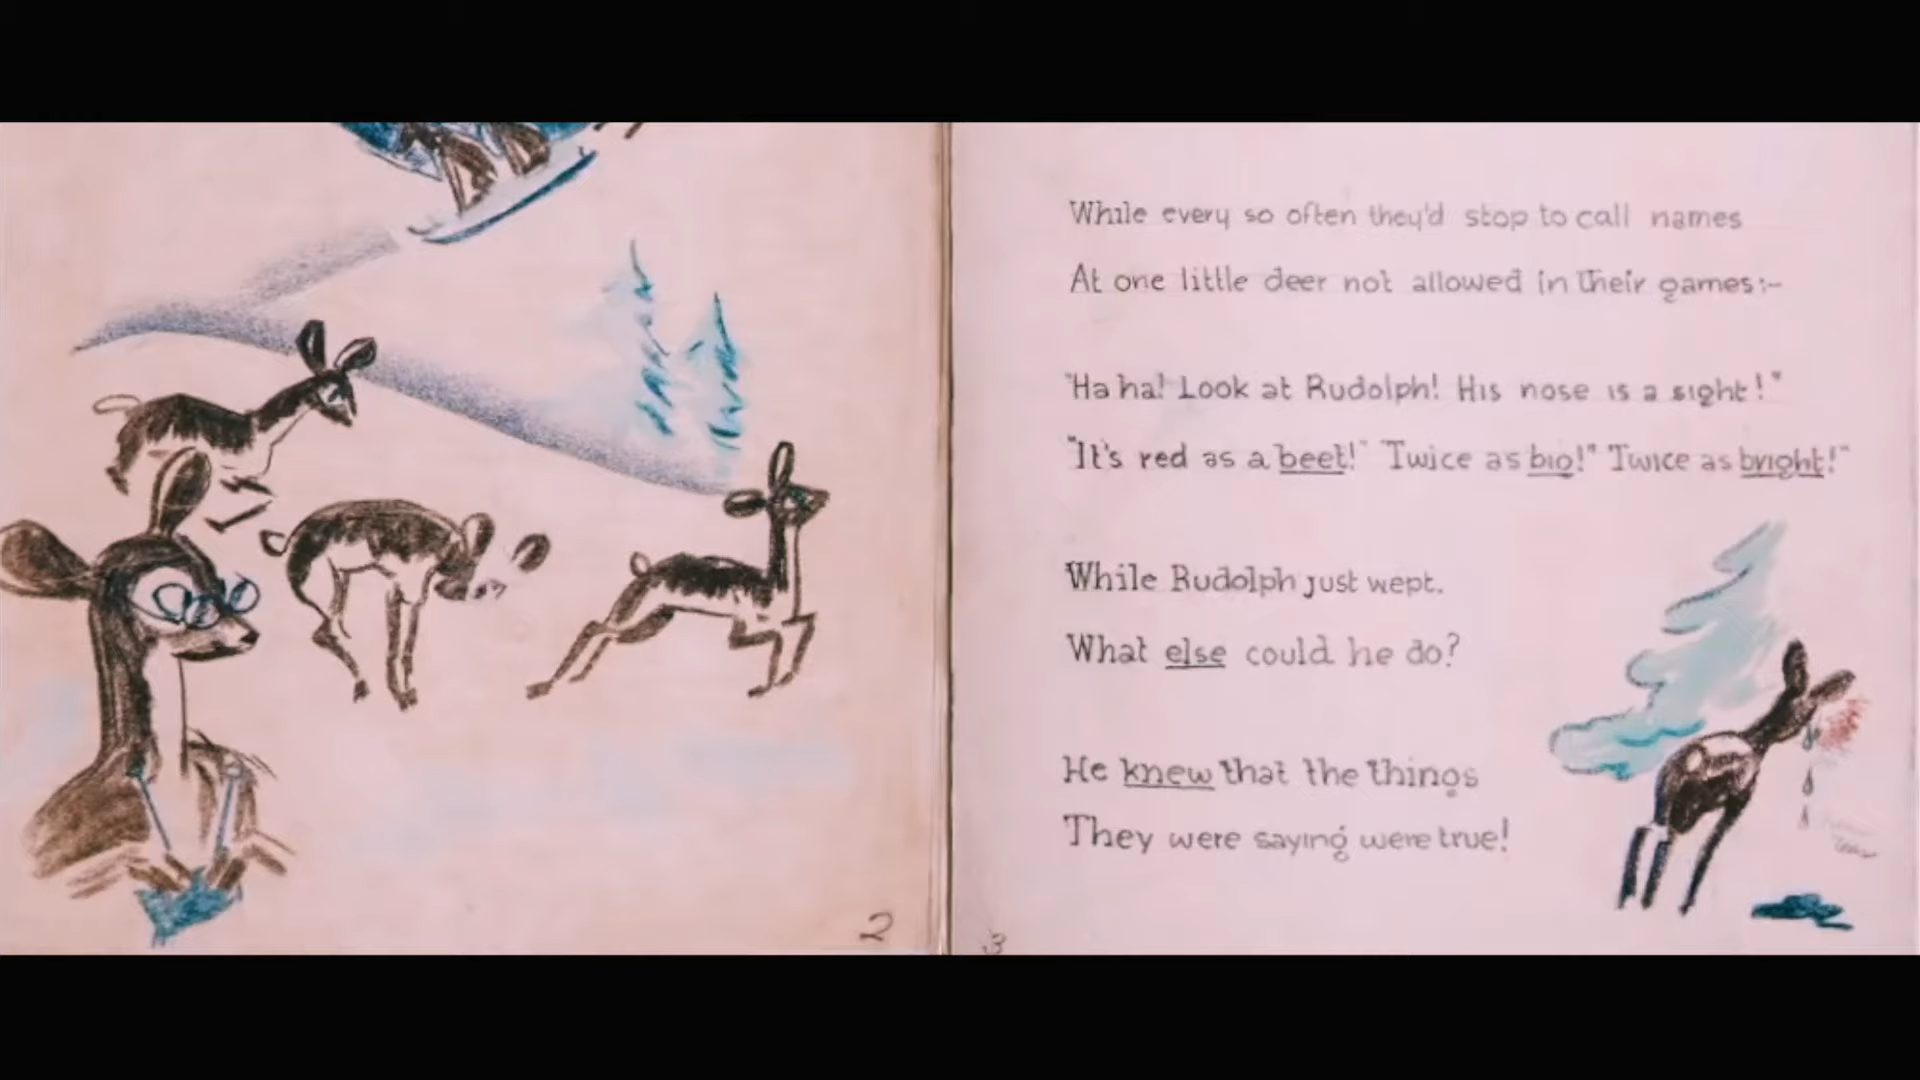 While every so often they'd stop to call names
At one little deer not allowed in their games:-
"Ha ha! Look at Rudolph! His nose is a sight!"
"It's red as a beet!" "Twice as big!" "Twice as bright!"
While Rudolph just wept.
What else could he do?
He knew that the things
They were saying were true!
2
3